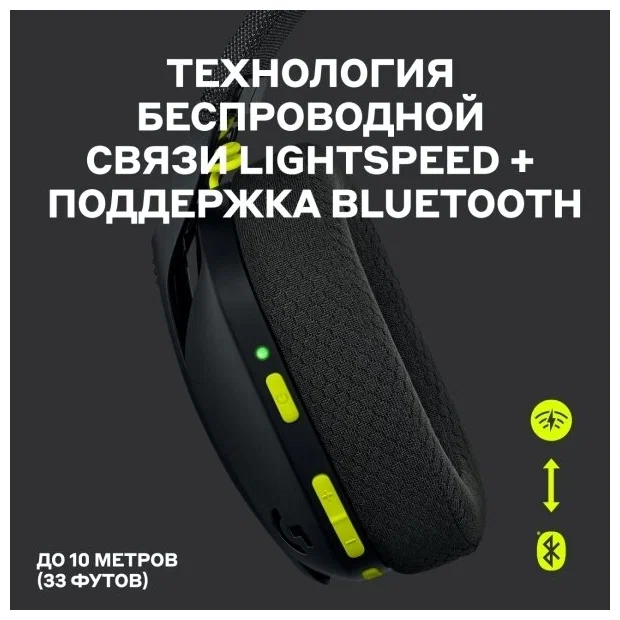 ТЕХНОЛОГИЯ
БЕСПРОВОДНОЙ
СВЯЗИ LIGHTSPEED +
ПОДДЕРЖКА BLUETOOTH
+
-
ДО 10 МЕТРОВ
(33 ФУТОВ)